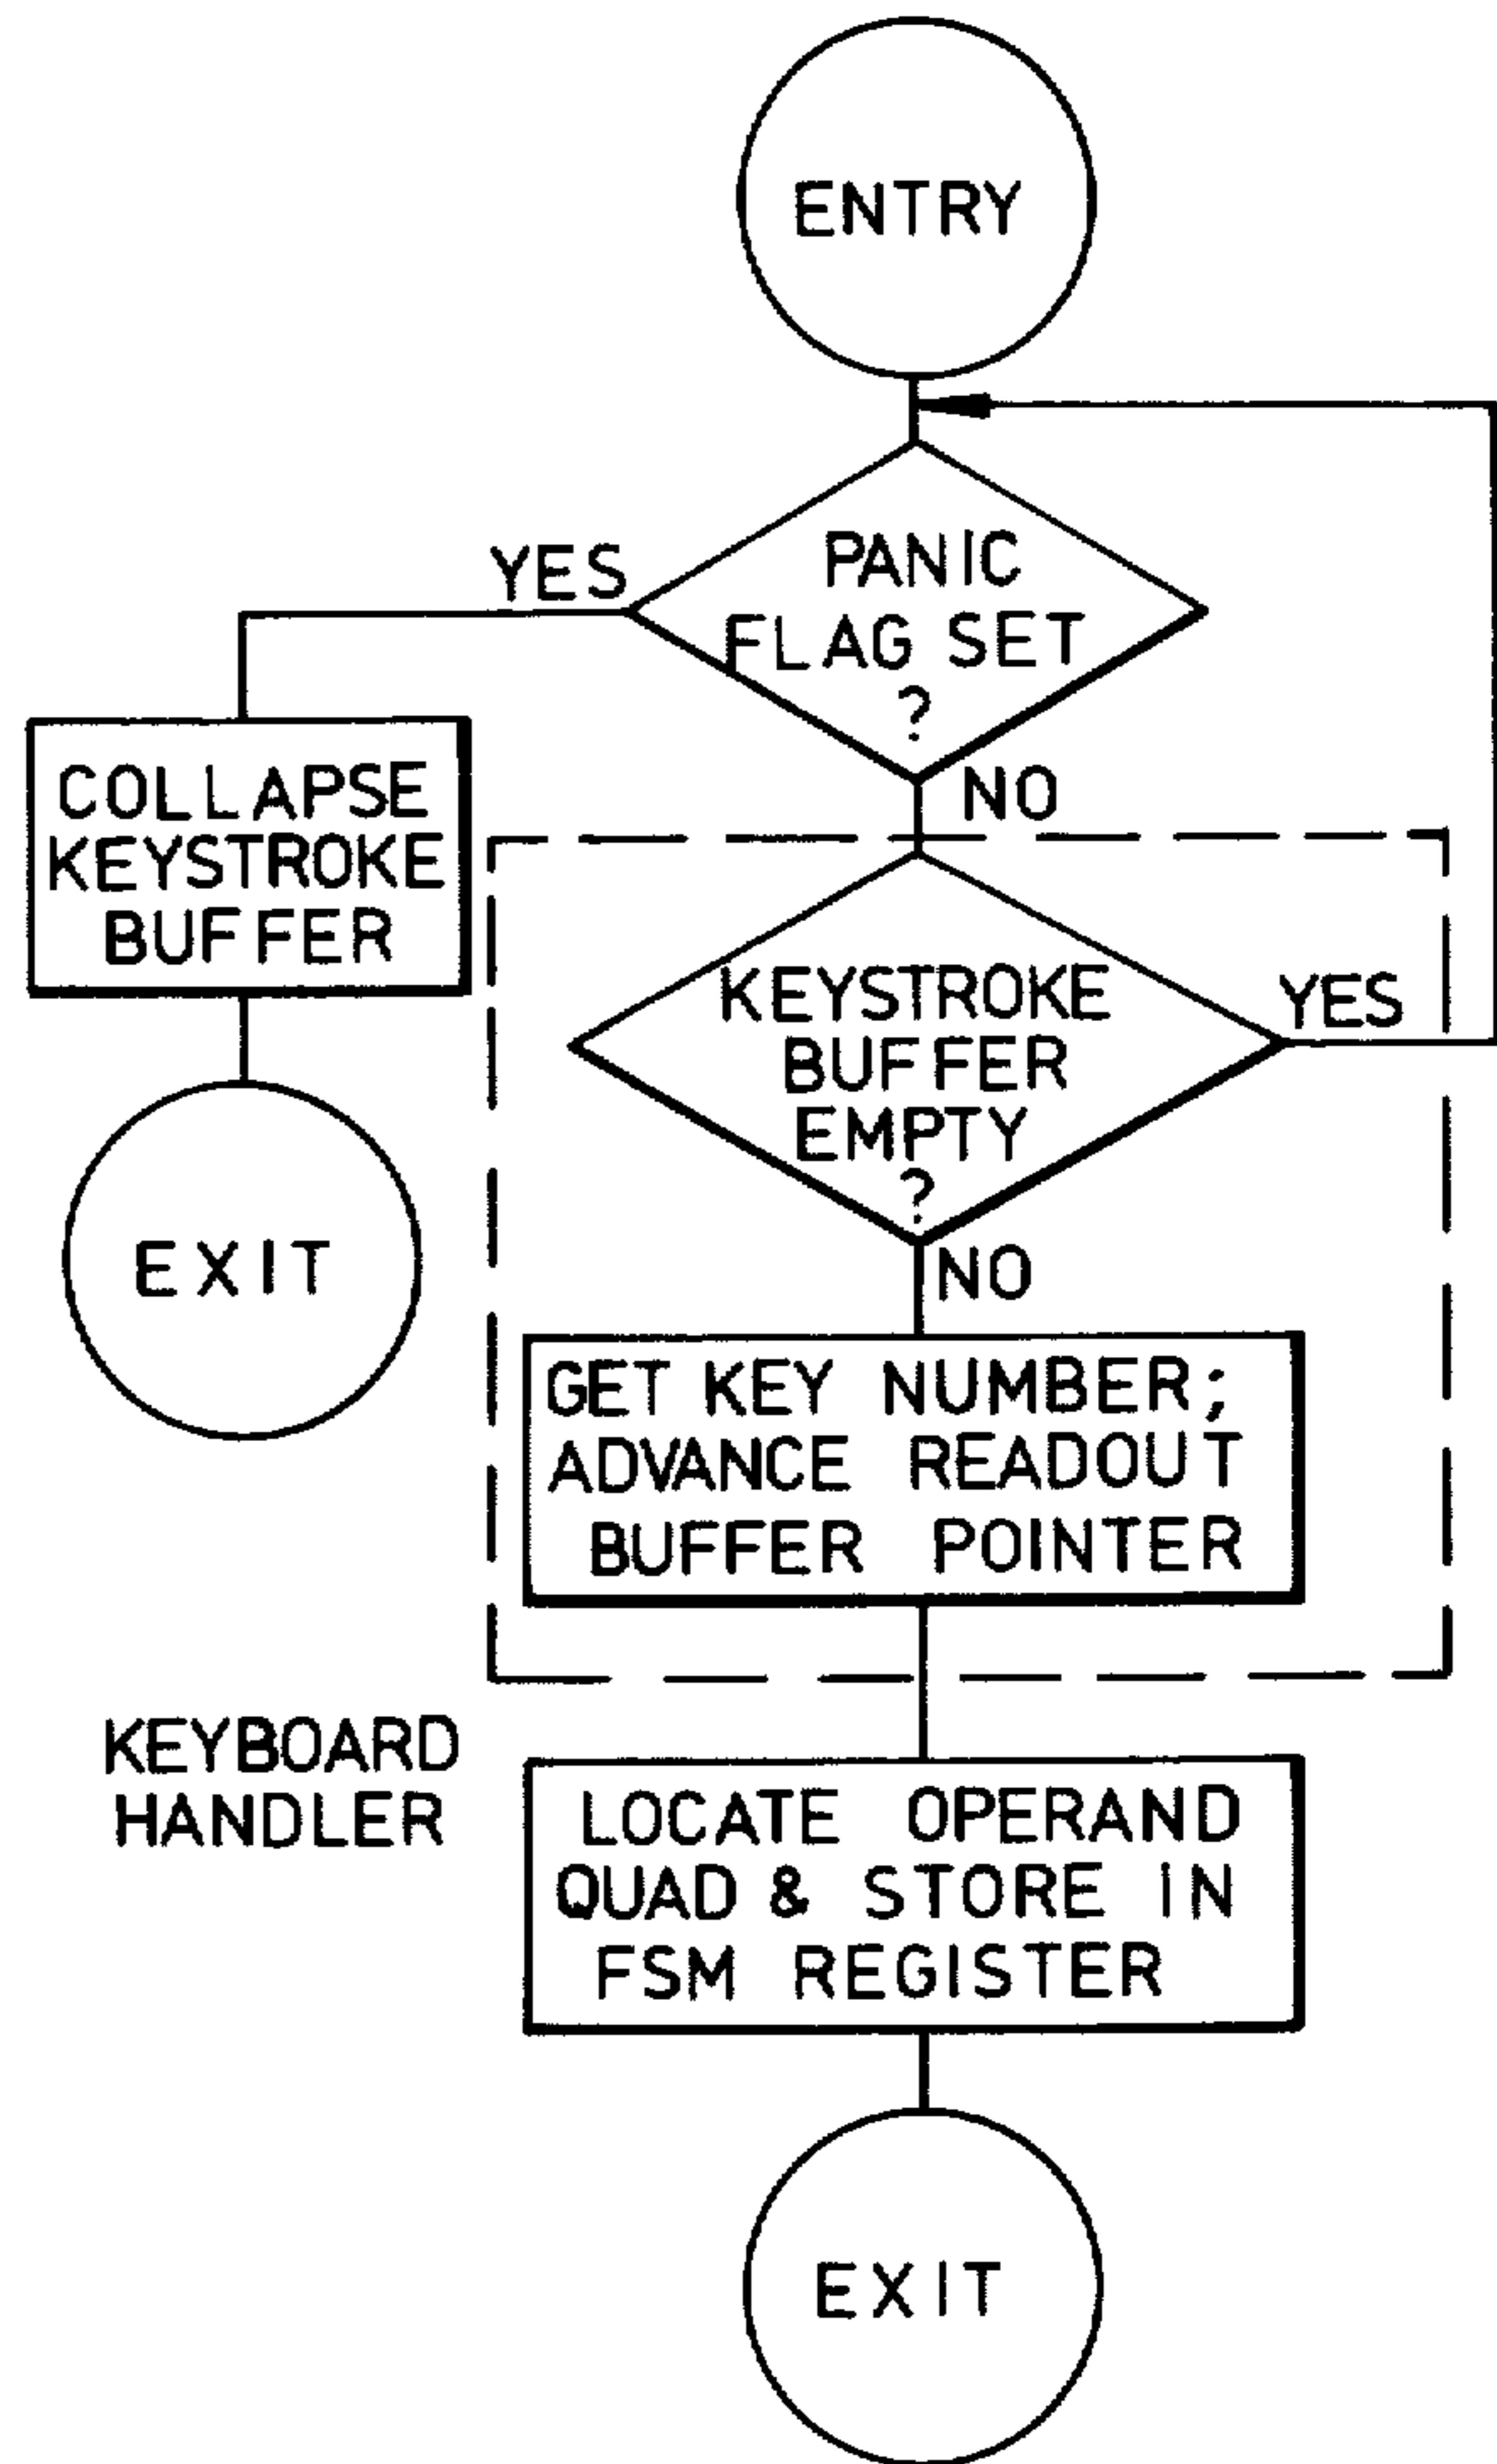 ENTRY
PANIC
FLAG SET
?
YES
NO
COLLAPSE
KEYSTROKE
BUFFER
EXIT
KEYSTROKE
BUFFER
EMPTY
?
YES
NO
GET KEY NUMBER;
ADVANCE READOUT
BUFFER POINTER
KEYBOARD
HANDLER
LOCATE OPERAND
QUAD & STORE IN
FSM REGISTER
EXIT